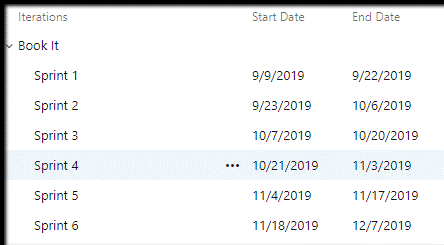 Iterations Start Date End Date
Book It
Sprint 1 9/9/2019 9/22/2019
Sprint 2 9/23/2019 10/6/2019
Sprint 3 10/7/2019 10/20/2019
Sprint 4 ••• 10/21/2019 11/3/2019
Sprint 5 11/4/2019 11/17/2019
Sprint 6 11/18/2019 12/7/2019